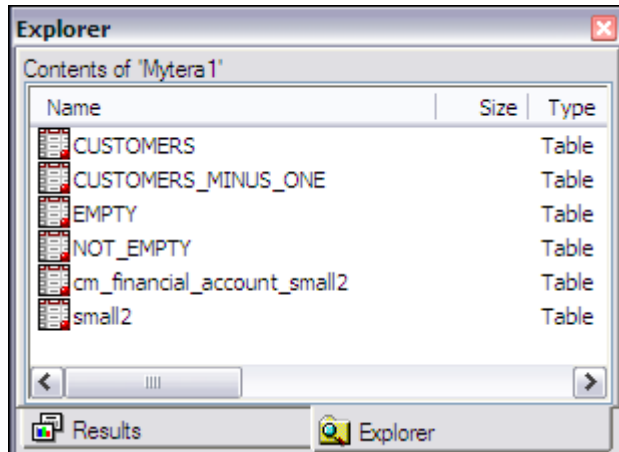 Explorer
Contents of 'Mytera1'
Name Size Type
CUSTOMERS Table
CUSTOMERS_MINUS_ONE Table
EMPTY Table
NOT_EMPTY Table
cm_financial_account_small2 Table
small2 Table
Results Explorer